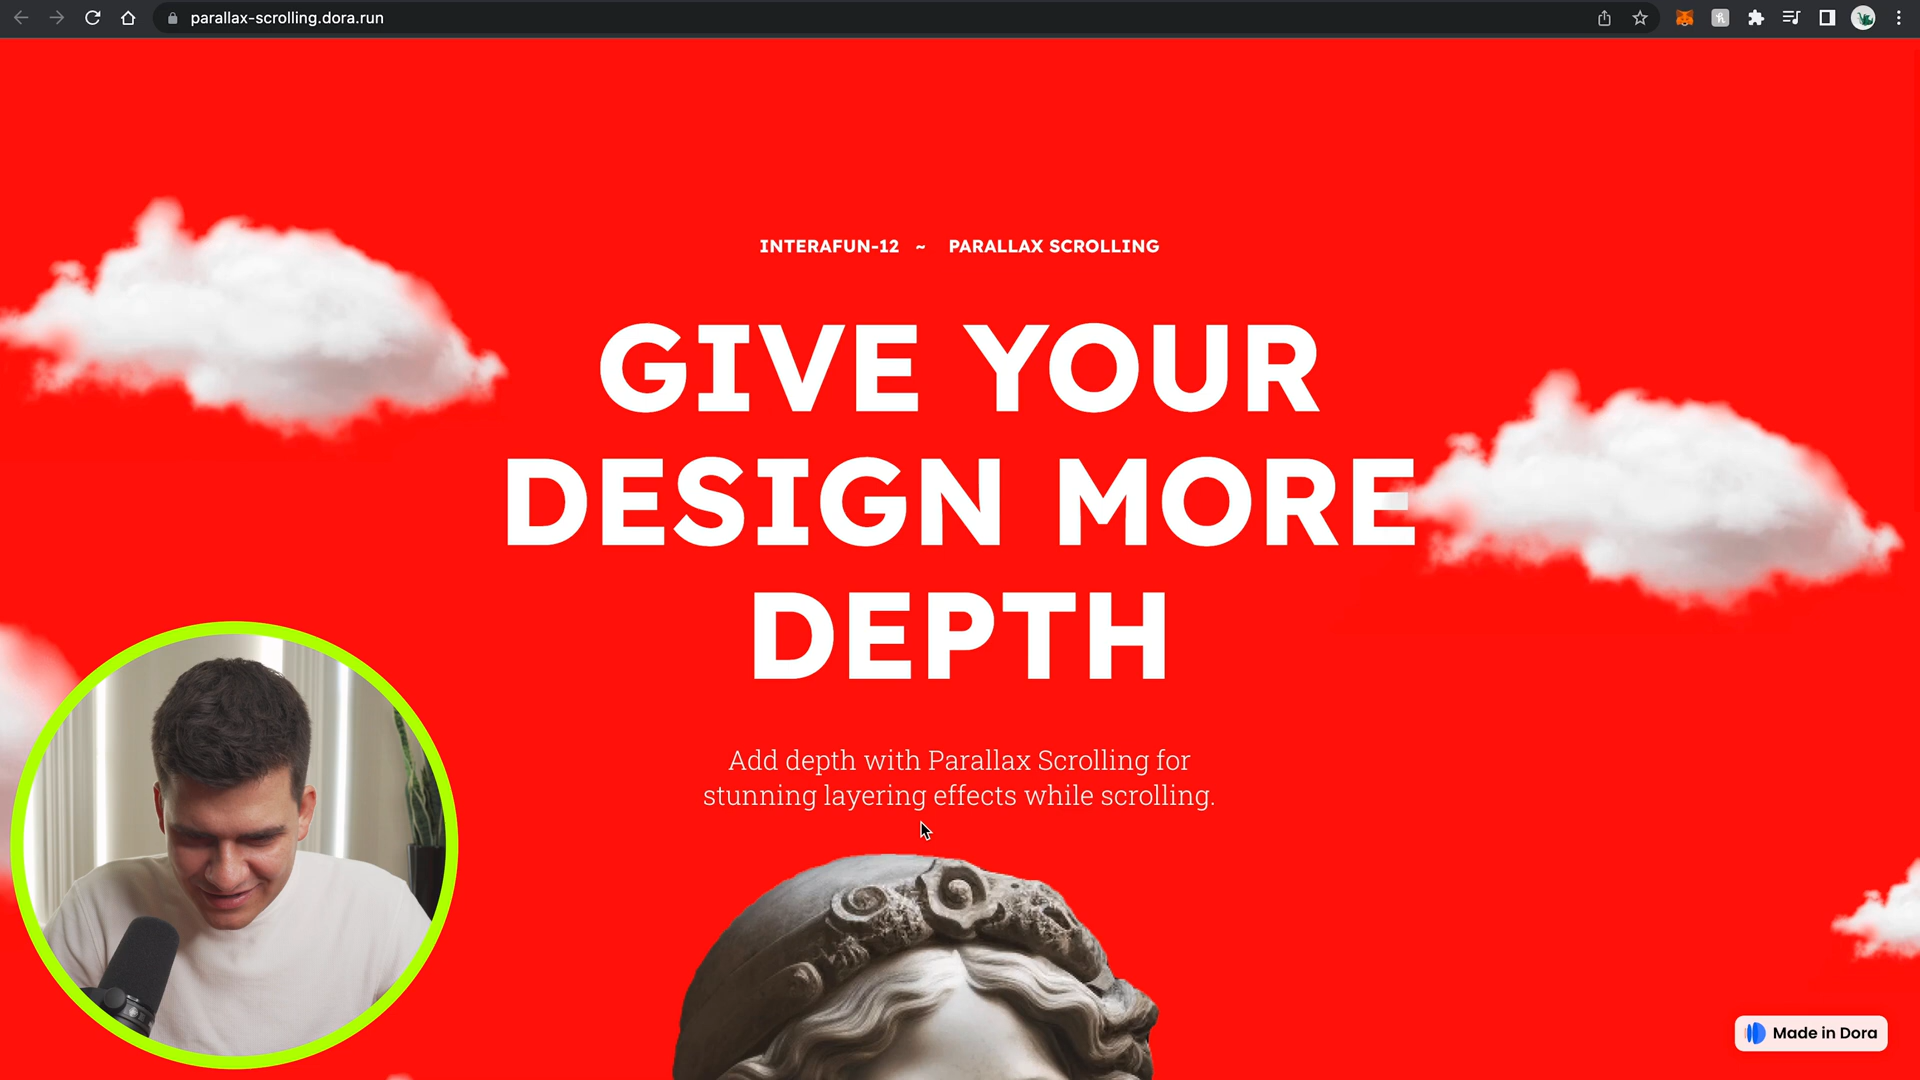 parallax-scrolling.dora.run
INTERAFUN-12 ~ PARALLAX SCROLLING
GIVE YOUR
DESIGN MORE
DEPTH
Add depth with Parallax Scrolling for
stunning layering effects while scrolling.
Made in Dora